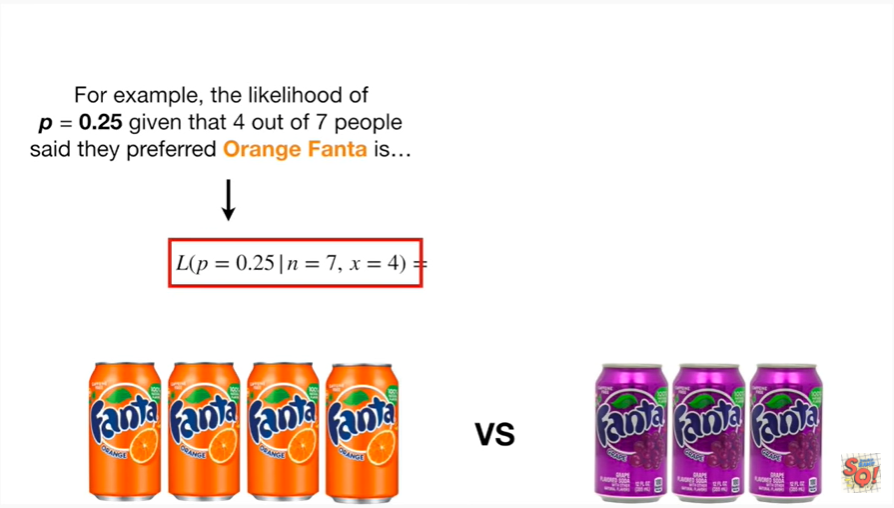 For example, the likelihood of
p = 0.25 given that 4 out of 7 people
said they preferred Orange Fanta is…
L(p = 0.25 | n = 7, x = 4) =
Fanta Fanta Fanta Fanta
ORANGE ORANGE ORANGE ORANGE
VS
Fanta Fanta Fanta
GRAPE GRAPE GRAPE
SQ!